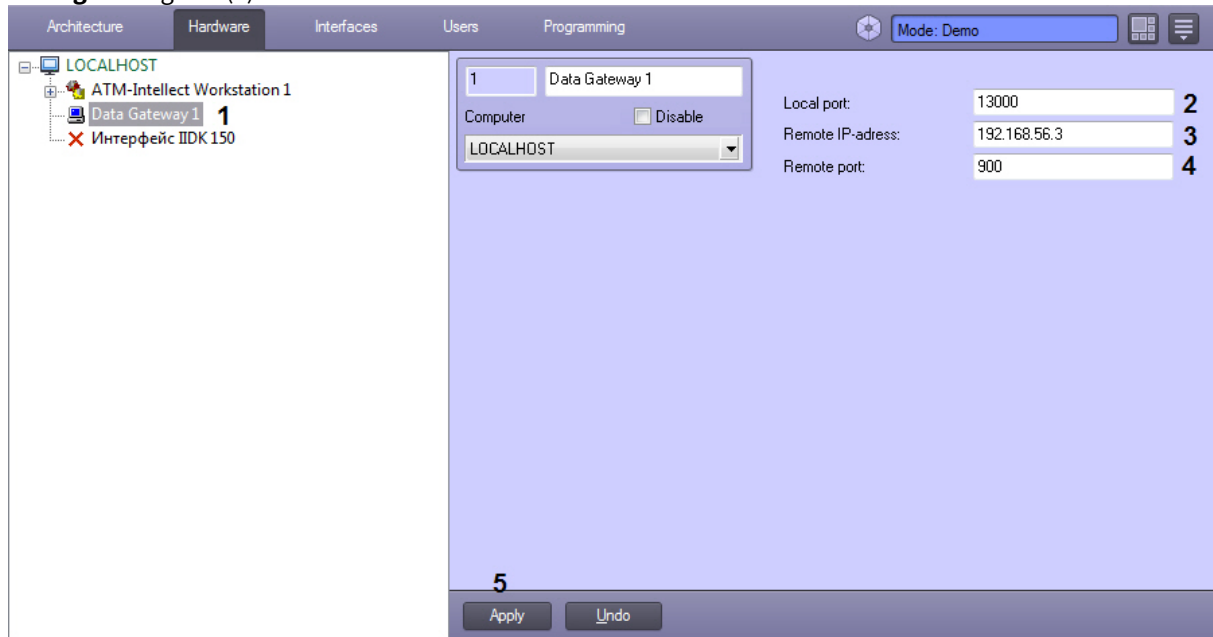 Architecture Hardware Interfaces Users Programming Mode: Demo
LOCALHOST
ATM-Intellect Workstation 1
Data Gateway 1 1
Интерфейс IIDK 150
1 Data Gateway 1
Computer Disable
LOCALHOST
Local port: 13000 2
Remote IP-adress: 192.168.56.3 3
Remote port: 900 4
5
Apply Undo